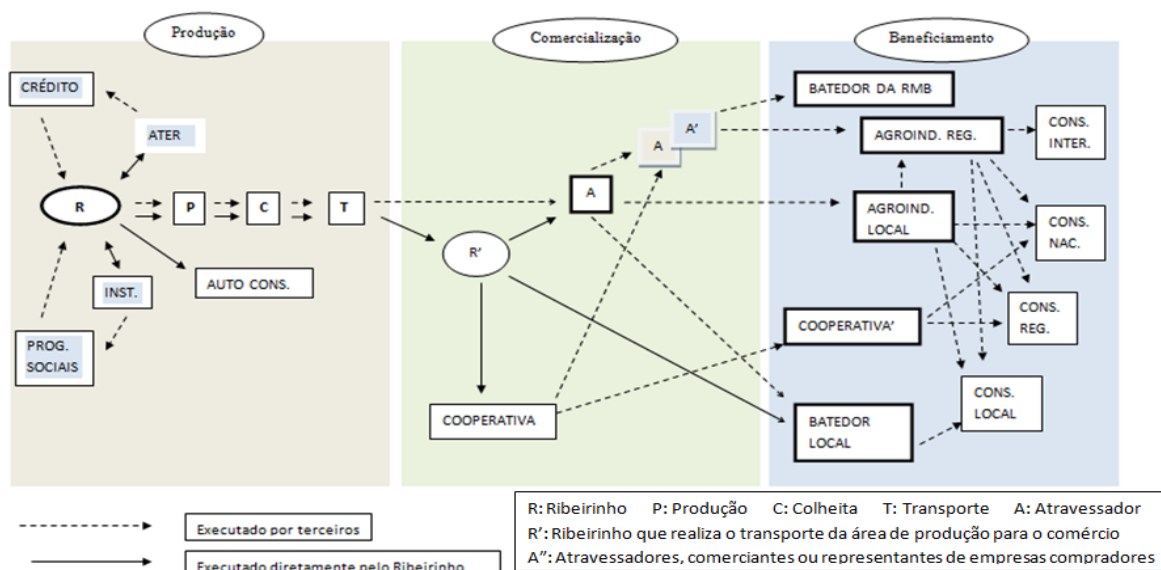 Produção
Comercialização
Beneficiamento
CRÉDITO
ATER
R
P
C
T
AUTO CONS.
INST.
PROG.
SOCIAIS
A
A
A'
R'
COOPERATIVA
BATEDOR DA RMB
AGROIND. REG.
AGROIND.
LOCAL
COOPERATIVA'
BATEDOR
LOCAL
CONS.
INTER.
CONS.
NAC.
CONS.
REG.
CONS.
LOCAL
Executado por terceiros
Executado diretamente pelo Ribeirinho
R: Ribeirinho P: Produção C: Colheita T: Transporte A: Atravessador
R': Ribeirinho que realiza o transporte da área de produção para o comércio
A": Atravessadores, comerciantes ou representantes de empresas compradores